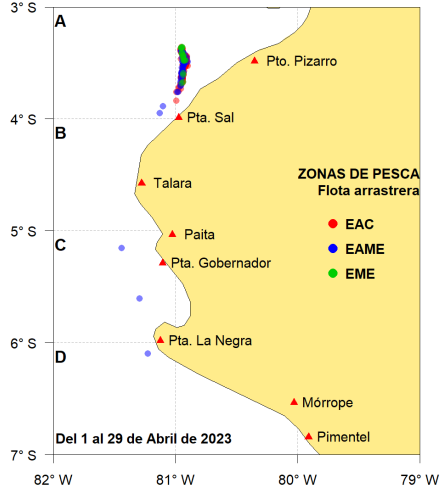 3° S
A
Pto. Pizarro
4° S
Pta. Sal
B
ZONAS DE PESCA
Flota arrastrera
Talara
EAC
5° S
Paita
C
EAME
Pta. Gobernador
EME
6° S
Pta. La Negra
D
Mórrope
Del 1 al 29 de Abril de 2023
Pimentel
7° S
82° W
81° W
80° W
79° W